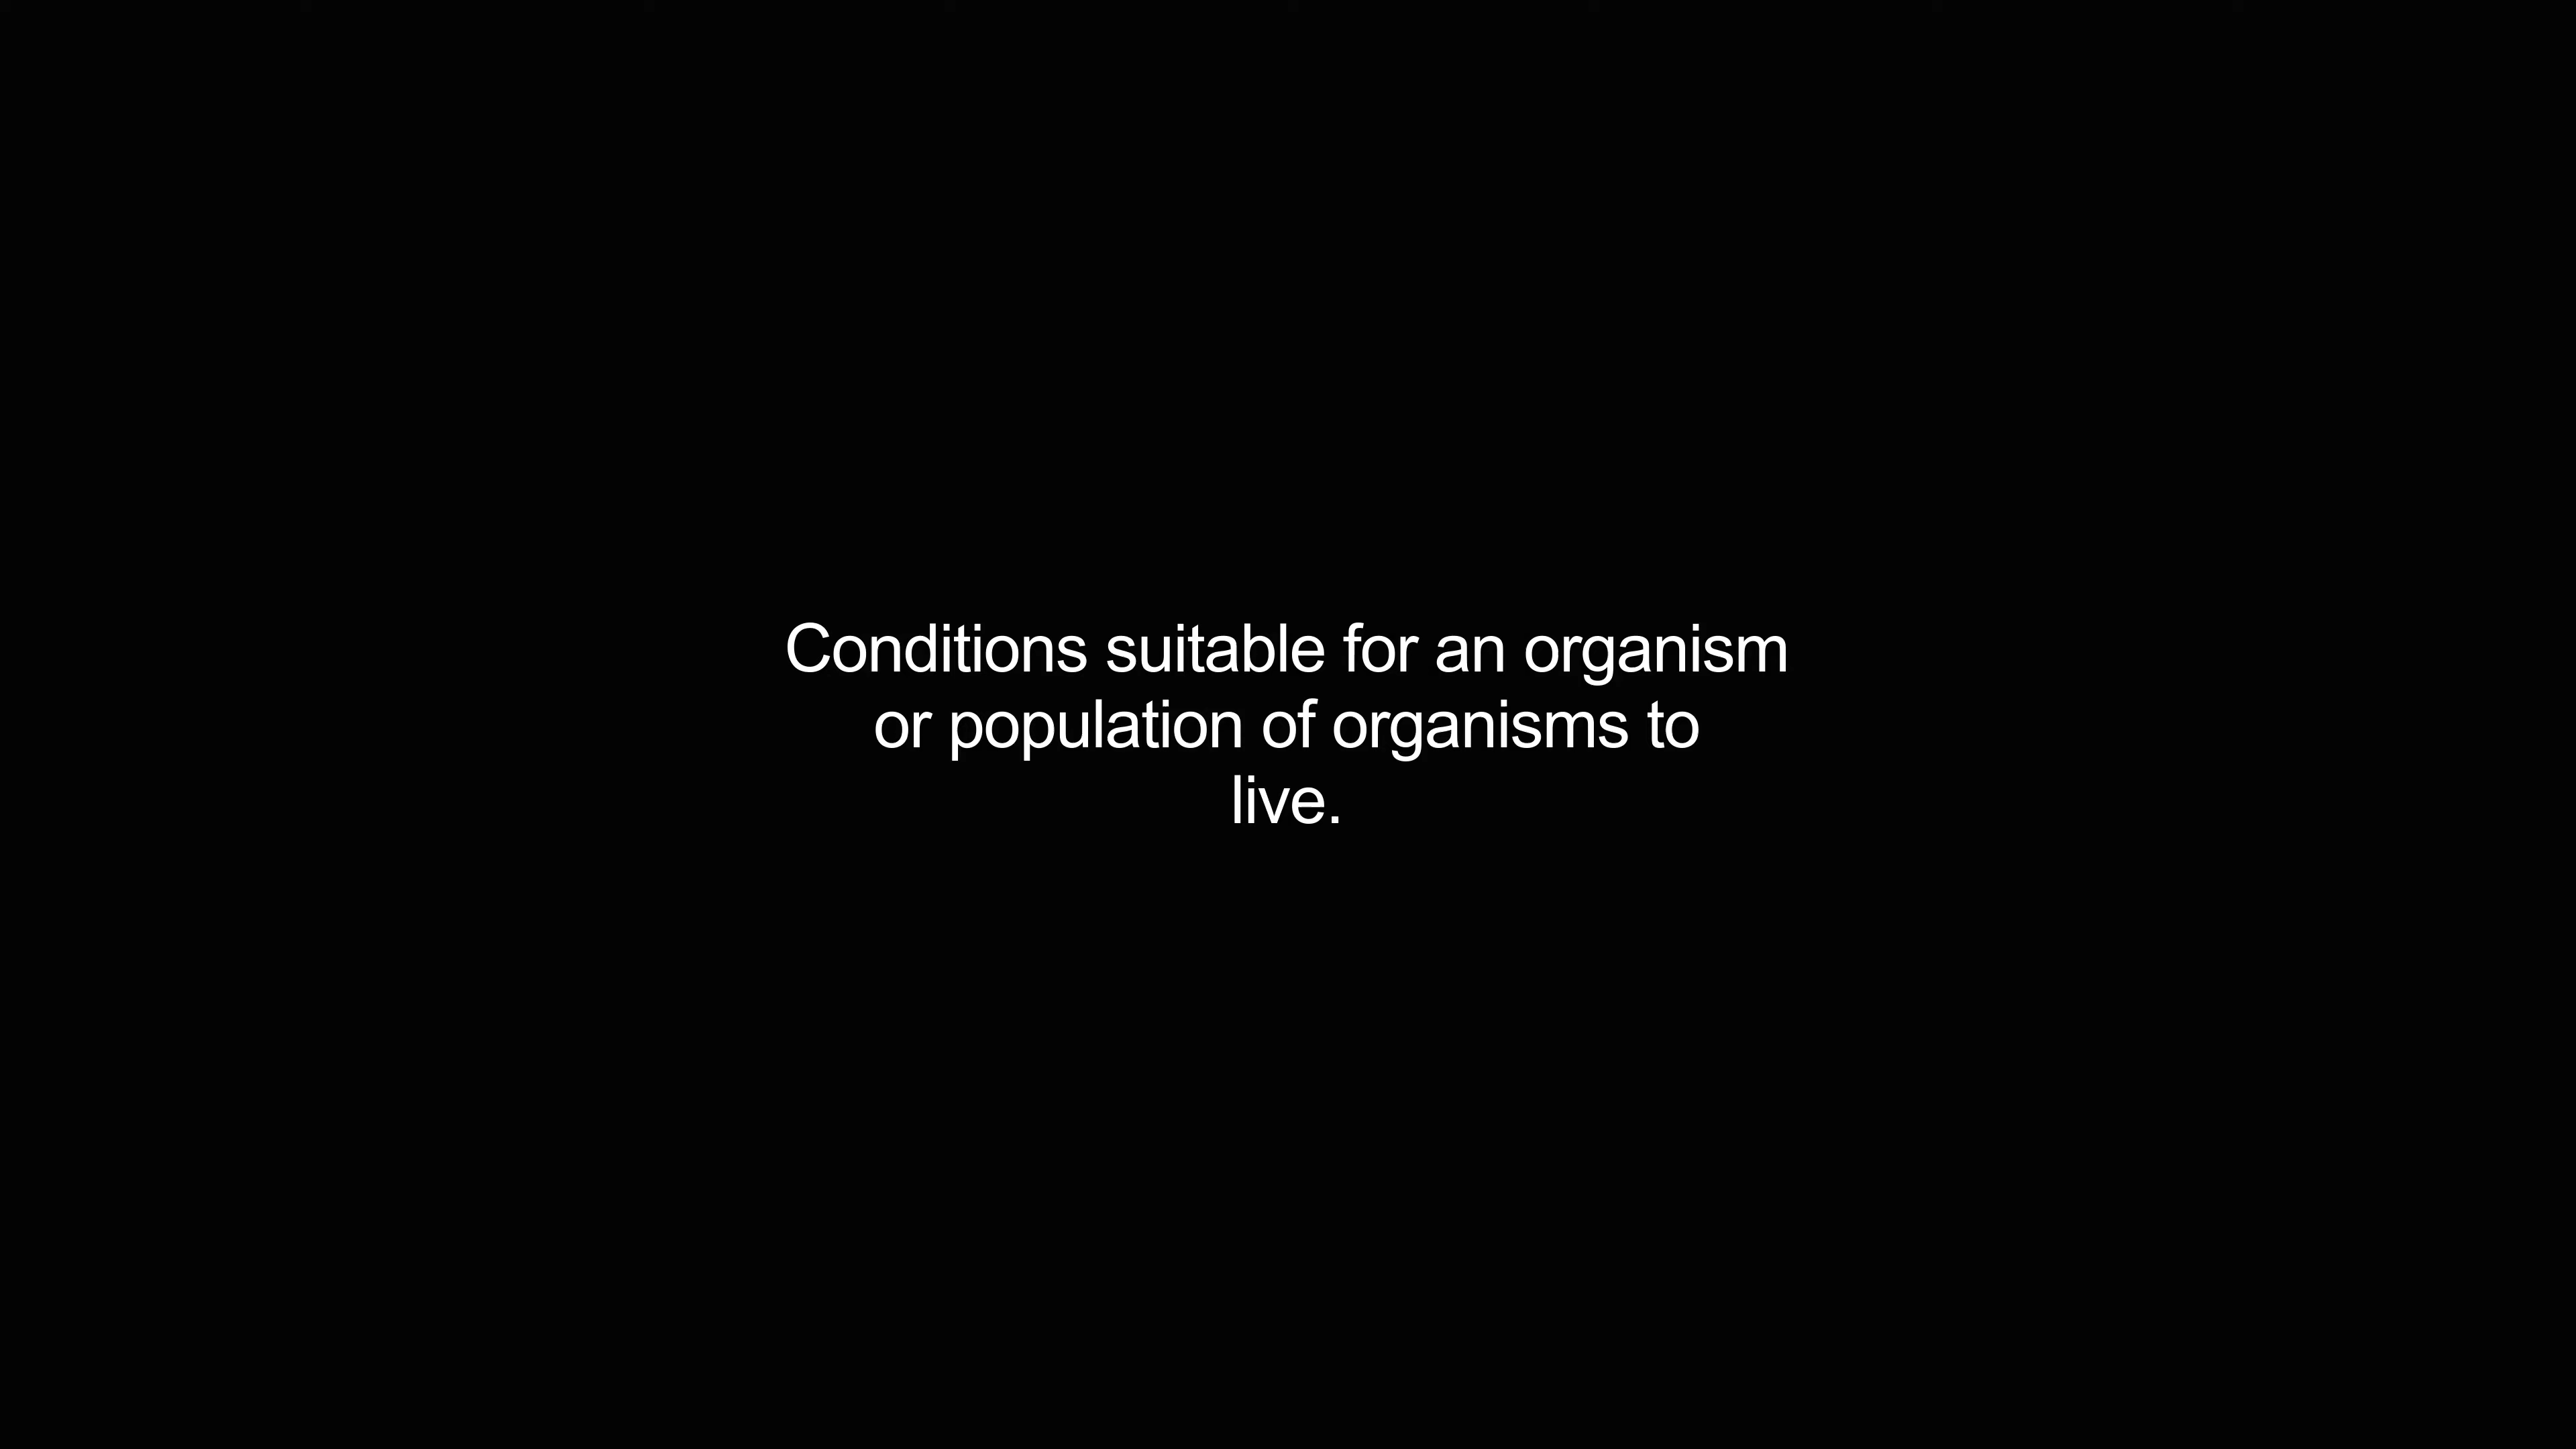 Conditions suitable for an organism
or population of organisms to
live.